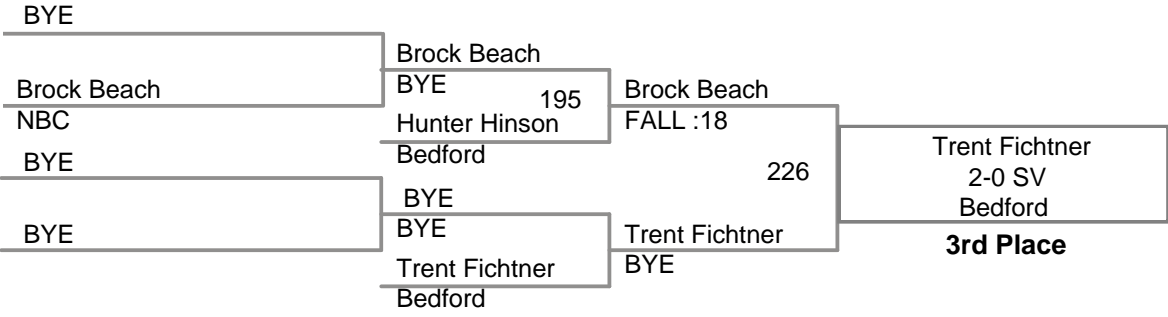 BYE
Brock Beach
NBC
BYE
BYE
Brock Beach
BYE
195
Hunter Hinson
Bedford
BYE
BYE
Trent Fichtner
Bedford
Brock Beach
FALL :18
226
Trent Fichtner
BYE
Trent Fichtner
2-0 SV
Bedford
3rd Place